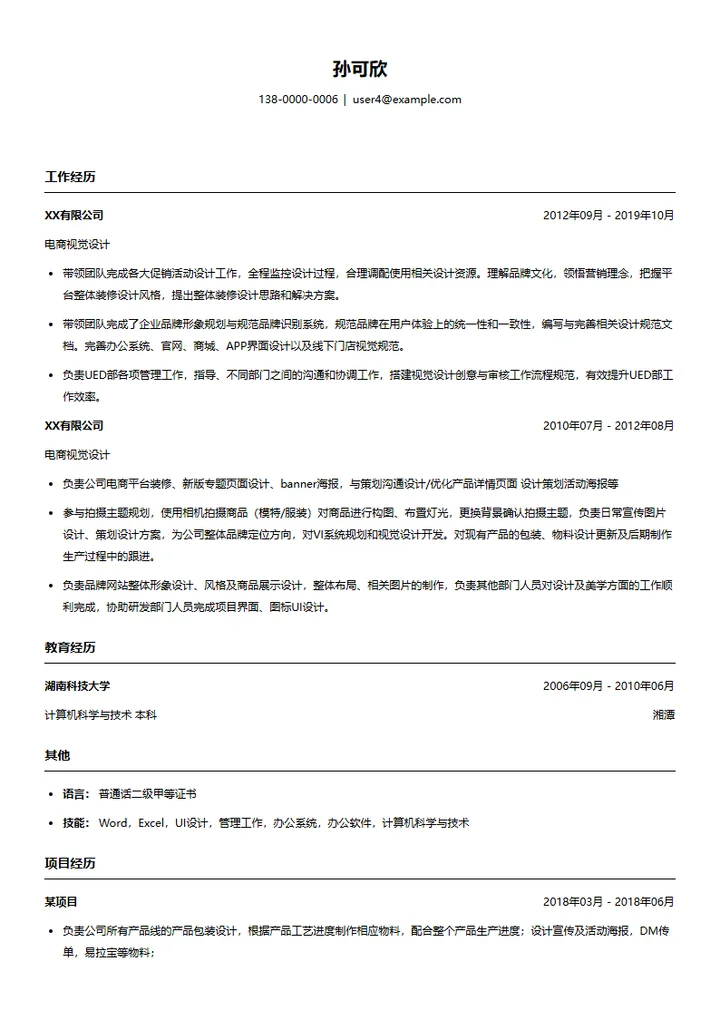 孙可欣
138-0000-0006 | user4@example.com
工作经历
XX有限公司 2012年09月 - 2019年10月
电商视觉设计
• 带领团队完成各大促销活动设计工作，全程监控设计过程，合理调配使用相关设计资源。理解品牌文化，领悟营销理念，把握平
台整体装修设计风格，提出整体装修设计思路和解决方案。
• 带领团队完成了企业品牌形象规划与规范品牌识别系统，规范品牌在用户体验上的统一性和一致性，编写与完善相关设计规范文
档。完善办公系统、官网、商城、APP界面设计以及线下门店视觉规范。
• 负责UED部各项管理工作，指导、不同部门之间的沟通和协调工作，搭建视觉设计创意与审核工作流程规范，有效提升UED部工
作效率。
XX有限公司 2010年07月 - 2012年08月
电商视觉设计
• 负责公司电商平台装修、新版专题页面设计、banner海报，与策划沟通设计/优化产品详情页面 设计策划活动海报等
• 参与拍摄主题规划，使用相机拍摄商品（模特/服装）对商品进行构图、布置灯光，更换背景确认拍摄主题，负责日常宣传图片
设计、策划设计方案，为公司整体品牌定位方向，对VI系统规划和视觉设计开发。对现有产品的包装、物料设计更新及后期制作
生产过程中的跟进。
• 负责品牌网站整体形象设计、风格及商品展示设计，整体布局、相关图片的制作，负责其他部门人员对设计及美学方面的工作顺
利完成，协助研发部门人员完成项目界面、图标UI设计。
教育经历
湖南科技大学 2006年09月 - 2010年06月
计算机科学与技术 本科 湘潭
其他
• 语言： 普通话二级甲等证书
• 技能： Word，Excel，UI设计，管理工作，办公系统，办公软件，计算机科学与技术
项目经历
某项目 2018年03月 - 2018年06月
• 负责公司所有产品线的产品包装设计，根据产品工艺进度制作相应物料，配合整个产品生产进度；设计宣传及活动海报，DM传
单，易拉宝等物料；